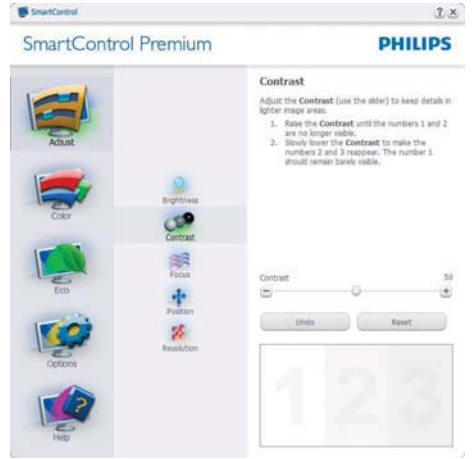 SmartControl
SmartControl Premium
PHILIPS
Adjust
Color
Eco
Options
Help
Brightness
Contrast
Focus
Position
Resolution
Contrast
Adjust the Contrast (use the slider) to keep details in
lighter image areas.
1. Raise the Contrast until the numbers 1 and 2
are no longer visible.
2. Slowly lower the Contrast to make the
numbers 2 and 3 reappear. The number 1
should remain barely visible.
Contrast 50
Undo Reset
1 2 3